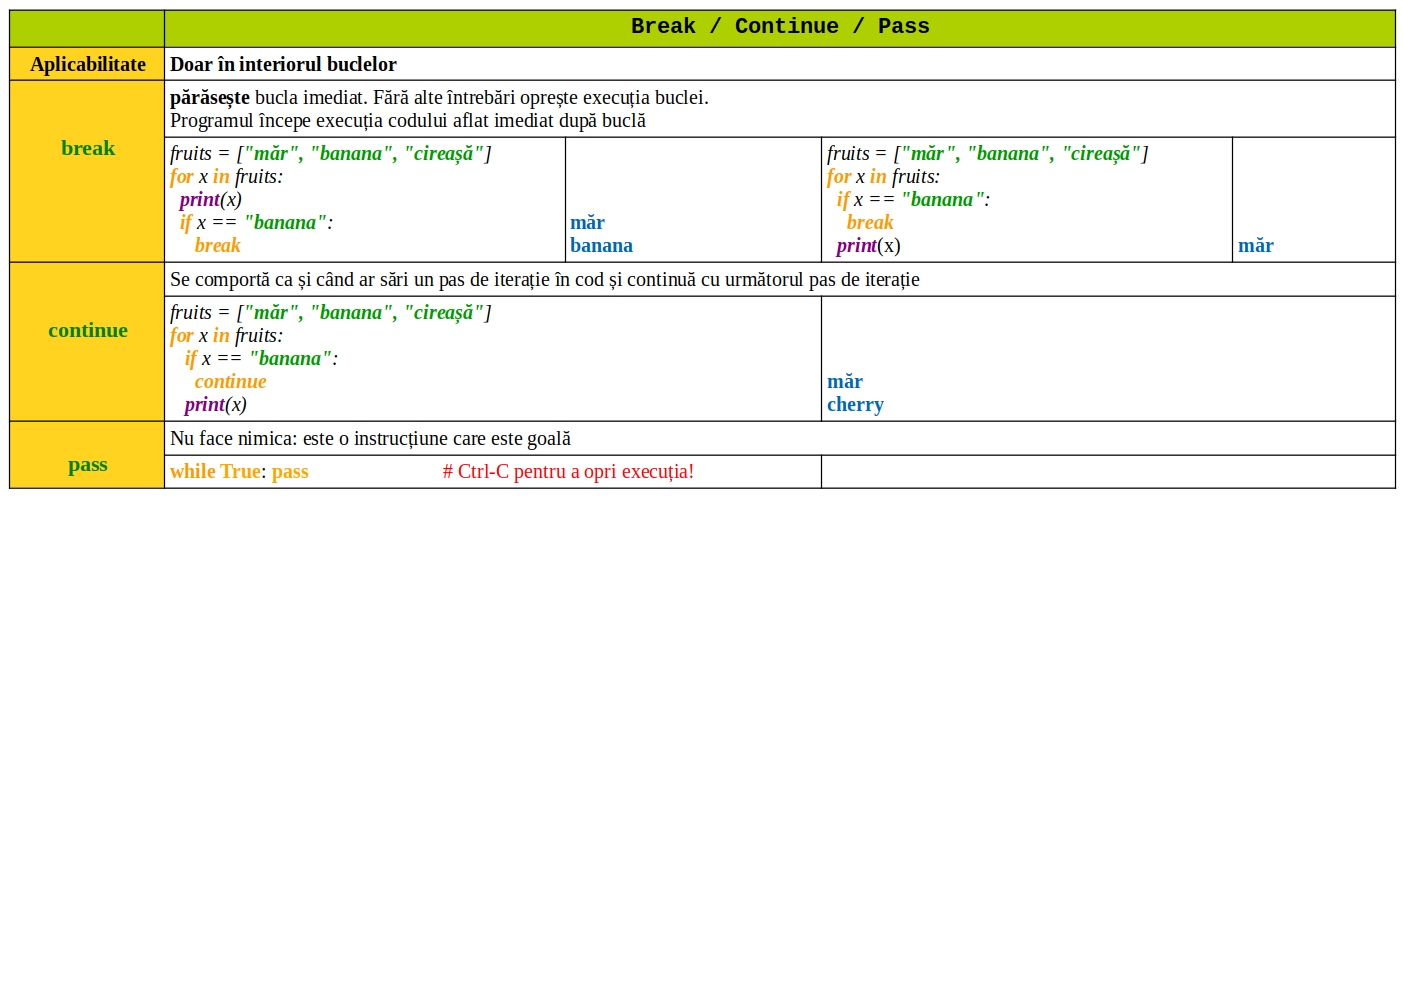 Break / Continue / Pass
Aplicabilitate
Doar în interiorul buclelor
break
părăsește bucla imediat. Fără alte întrebări oprește execuția buclei.
Programul începe execuția codului aflat imediat după buclă
fruits = ["măr", "banana", "cireașă"]
for x in fruits:
print(x)
if x == "banana":
break
măr
banana
fruits = ["măr", "banana", "cireașă"]
for x in fruits:
if x == "banana":
break
print(x)
măr
continue
Se comportă ca și când ar sări un pas de iterație în cod și continuă cu următorul pas de iterație
fruits = ["măr", "banana", "cireașă"]
for x in fruits:
if x == "banana":
continue
print(x)
măr
cherry
pass
Nu face nimica: este o instrucțiune care este goală
while True: pass # Ctrl-C pentru a opri execuția!